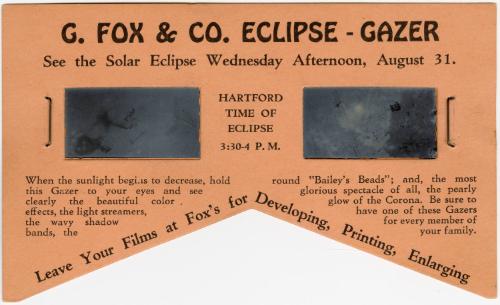 G. FOX & CO. ECLIPSE - GAZER
See the Solar Eclipse Wednesday Afternoon, August 31.
HARTFORD
TIME OF
ECLIPSE
3:30-4 P. M.
When the sunlight begins to decrease, hold
this Gazer to your eyes and see
clearly the beautiful color
effects, the light streamers,
the wavy shadow
bands, the
round "Bailey's Beads"; and, the most
glorious spectacle of all, the pearly
glow of the Corona. Be sure to
have one of these Gazers
for every member of
your family.
Leave Your Films at Fox's for Developing, Printing, Enlarging